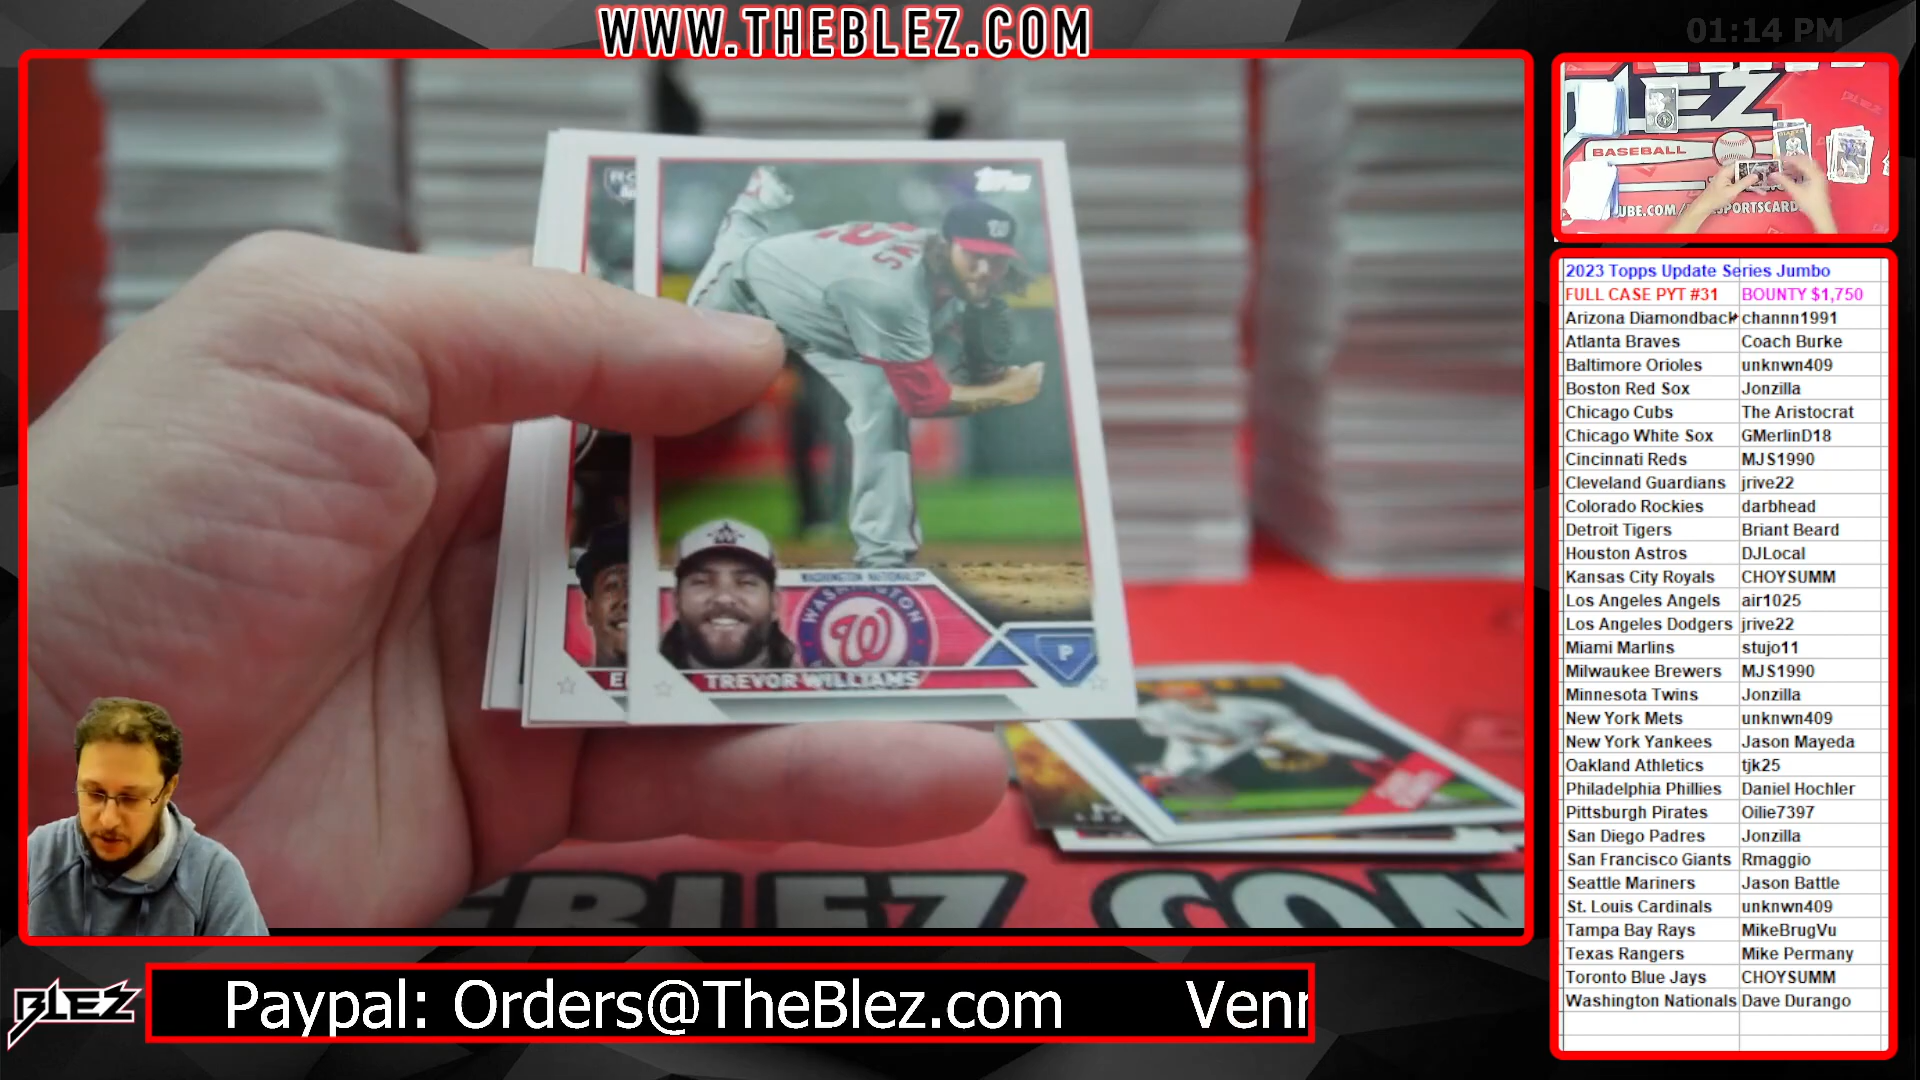 WWW.THEBLEZ.COM
01:14 PM
BASEBALL
UBE.COM/
SPORTSCARD
RC
topps
W
WASHINGTON NATIONALS
WASHINGTON
W
P
E
TREVOR WILLIAMS
BLEZ
Paypal: Orders@TheBlez.com Venr
2023 Topps Update Series Jumbo
FULL CASE PYT #31 BOUNTY $1,750
Arizona Diamondback channn1991
Atlanta Braves Coach Burke
Baltimore Orioles unknwn409
Boston Red Sox Jonzilla
Chicago Cubs The Aristocrat
Chicago White Sox GMerlinD18
Cincinnati Reds MJS1990
Cleveland Guardians jrive22
Colorado Rockies darbhead
Detroit Tigers Briant Beard
Houston Astros DJLocal
Kansas City Royals CHOYSUMM
Los Angeles Angels air1025
Los Angeles Dodgers jrive22
Miami Marlins stujo11
Milwaukee Brewers MJS1990
Minnesota Twins Jonzilla
New York Mets unknwn409
New York Yankees Jason Mayeda
Oakland Athletics tjk25
Philadelphia Phillies Daniel Hochler
Pittsburgh Pirates Oilie7397
San Diego Padres Jonzilla
San Francisco Giants Rmaggio
Seattle Mariners Jason Battle
St. Louis Cardinals unknwn409
Tampa Bay Rays MikeBrugVu
Texas Rangers Mike Permany
Toronto Blue Jays CHOYSUMM
Washington Nationals Dave Durango